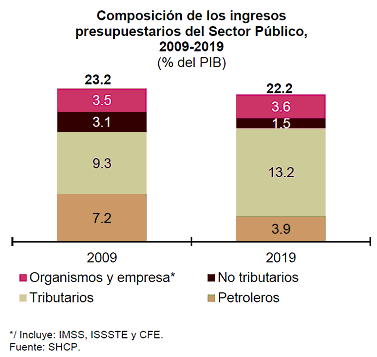 Composición de los ingresos
presupuestarios del Sector Público,
2009-2019
(% del PIB)
23.2
22.2
3.5
3.6
3.1
1.5
9.3
13.2
7.2
3.9
2009
2019
Organismos y empresa*
No tributarios
Tributarios
Petroleros
*/ Incluye: IMSS, ISSSTE y CFE.
Fuente: SHCP.